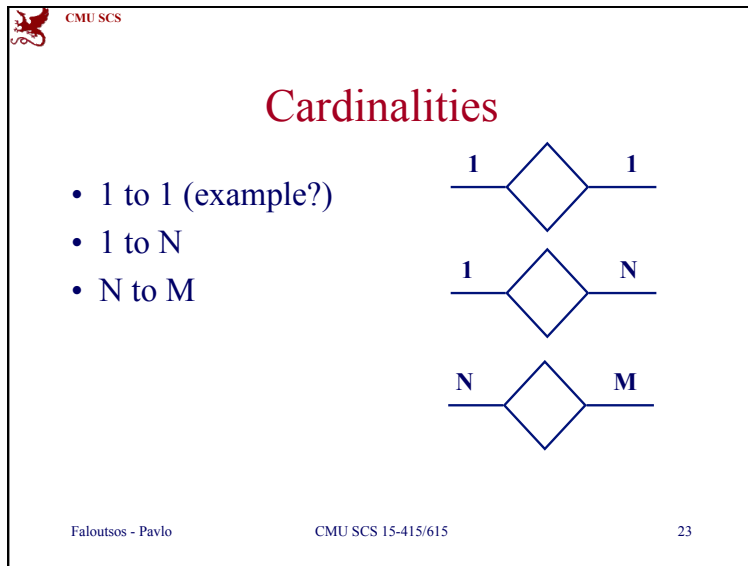 CMU SCS
Cardinalities
• 1 to 1 (example?)
• 1 to N
• N to M
1 1
1 N
N M
Faloutsos - Pavlo CMU SCS 15-415/615 23